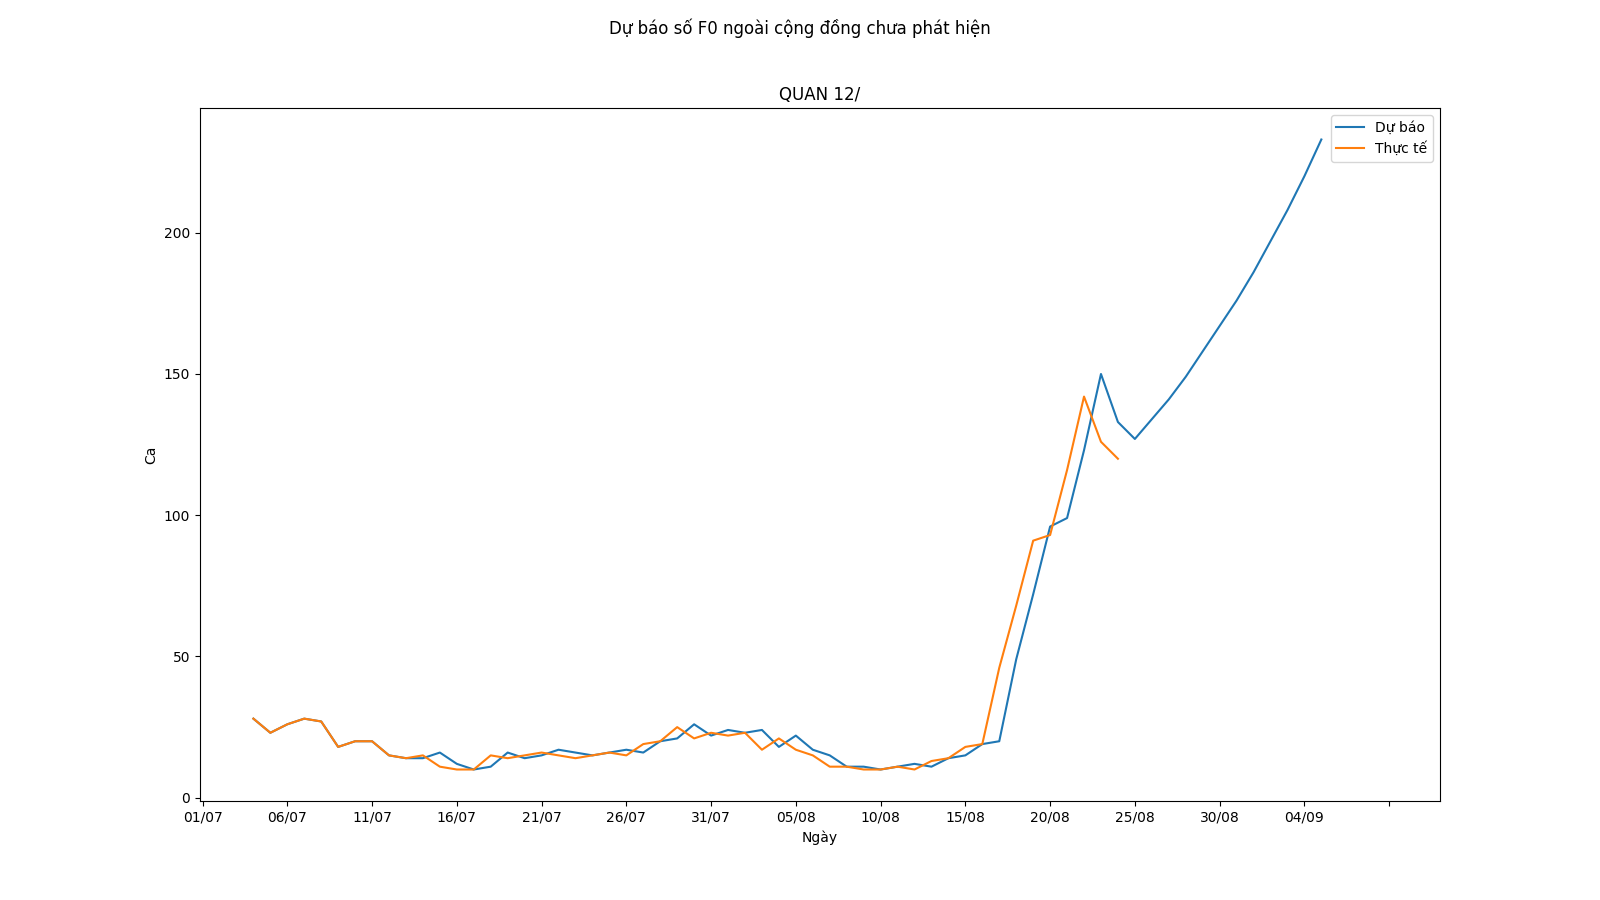 Dự báo số F0 ngoài cộng đồng chưa phát hiện
QUAN 12/
Dự báo
Thực tế
200
150
100
50
0
Ca
01/07 06/07 11/07 16/07 21/07 26/07 31/07 05/08 10/08 15/08 20/08 25/08 30/08 04/09
Ngày